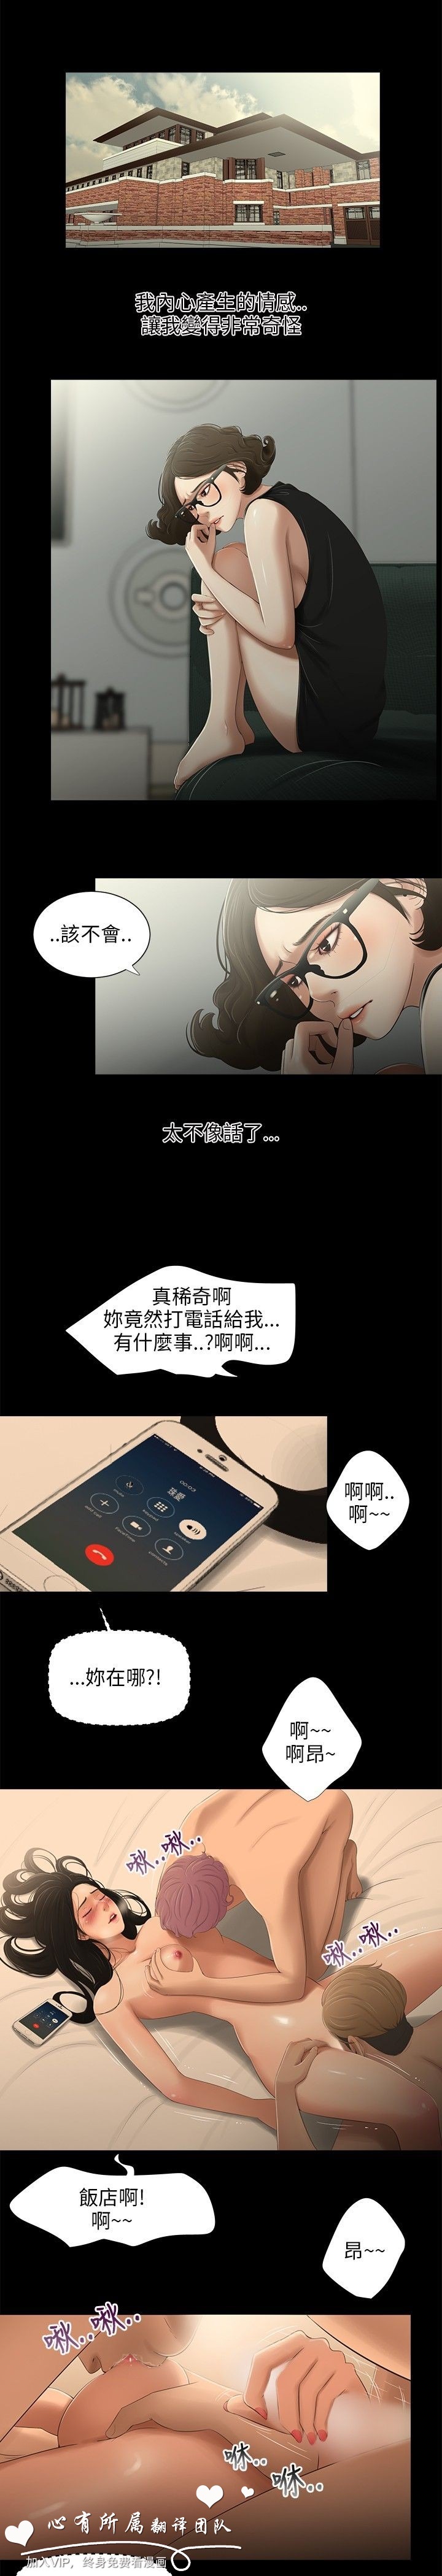 我內心產生的情感...
讓我變得非常奇怪
..該不會..
太不像話了...
真稀奇啊
妳竟然打電話給我...
有什麼事..?啊啊...
啊啊..
啊~~
...妳在哪?!
啊~~
啊昂~
啾..啾..
啾..啾..
飯店啊!
啊~~
昂~~
啾..啾..
咻..
咻..
心有所属翻译团队
加入VIP，终身免费看漫画